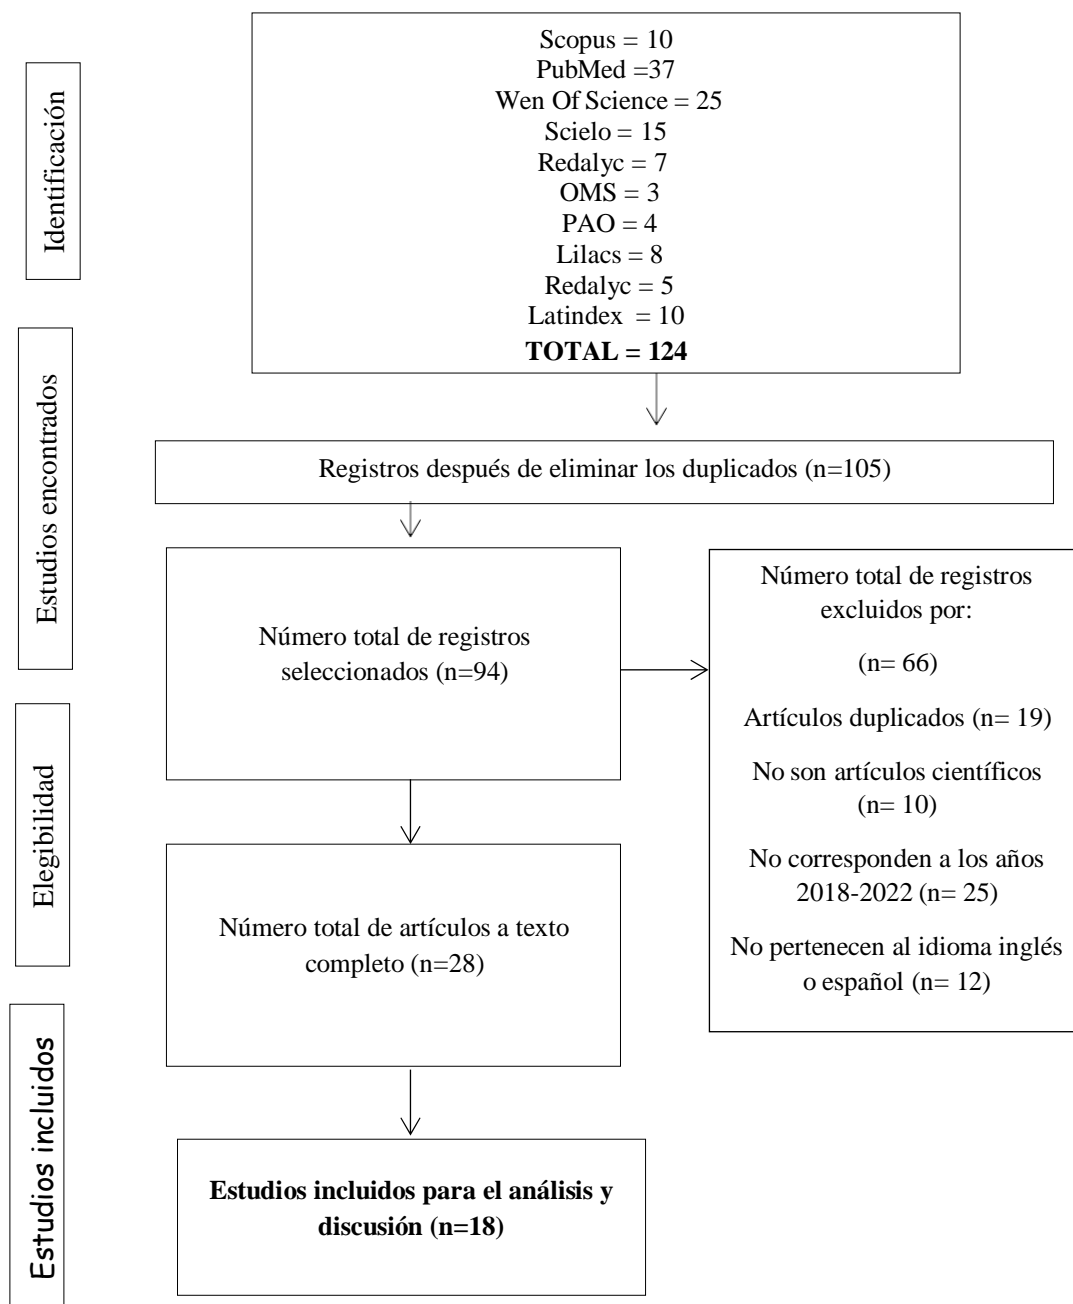 Identificación
Scopus = 10
PubMed =37
Wen Of Science = 25
Scielo = 15
Redalyc = 7
OMS = 3
PAO = 4
Lilacs = 8
Redalyc = 5
Latindex = 10
TOTAL = 124
Estudios encontrados
Registros después de eliminar los duplicados (n=105)
Número total de registros
seleccionados (n=94)
Número total de registros
excluidos por:
(n= 66)
Artículos duplicados (n= 19)
No son artículos científicos
(n= 10)
No corresponden a los años
2018-2022 (n= 25)
No pertenecen al idioma inglés
o español (n= 12)
Elegibilidad
Número total de artículos a texto
completo (n=28)
Estudios incluidos
Estudios incluidos para el análisis y
discusión (n=18)